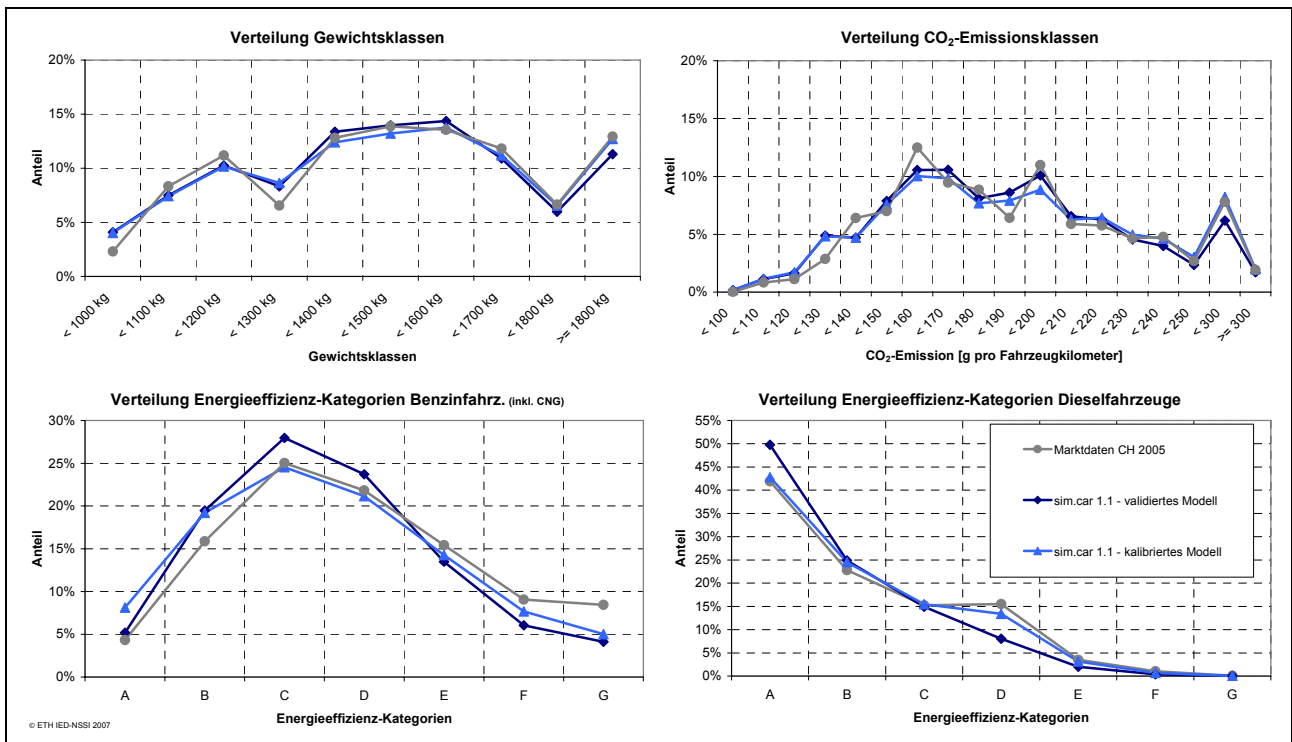 Verteilung Gewichtsklassen
20%
15%
10%
5%
0%
Anteil
< 1000 kg
< 1100 kg
< 1200 kg
< 1300 kg
< 1400 kg
< 1500 kg
< 1600 kg
< 1700 kg
< 1800 kg
>= 1800 kg
Gewichtsklassen
Verteilung CO2-Emissionsklassen
20%
15%
10%
5%
0%
Anteil
< 100
< 110
< 120
< 130
< 140
< 150
< 160
< 170
< 180
< 190
< 200
< 210
< 220
< 230
< 240
< 250
< 300
>= 300
CO2-Emission [g pro Fahrzeugkilometer]
Verteilung Energieeffizienz-Kategorien Benzinfahrz. (inkl. CNG)
30%
25%
20%
15%
10%
5%
0%
Anteil
A B C D E F G
Energieeffizienz-Kategorien
Verteilung Energieeffizienz-Kategorien Dieselfahrzeuge
55%
50%
45%
40%
35%
30%
25%
20%
15%
10%
5%
0%
Anteil
Marktdaten CH 2005
sim.car 1.1 - validiertes Modell
sim.car 1.1 - kalibriertes Modell
A B C D E F G
Energieeffizienz-Kategorien
© ETH IED-NSSI 2007